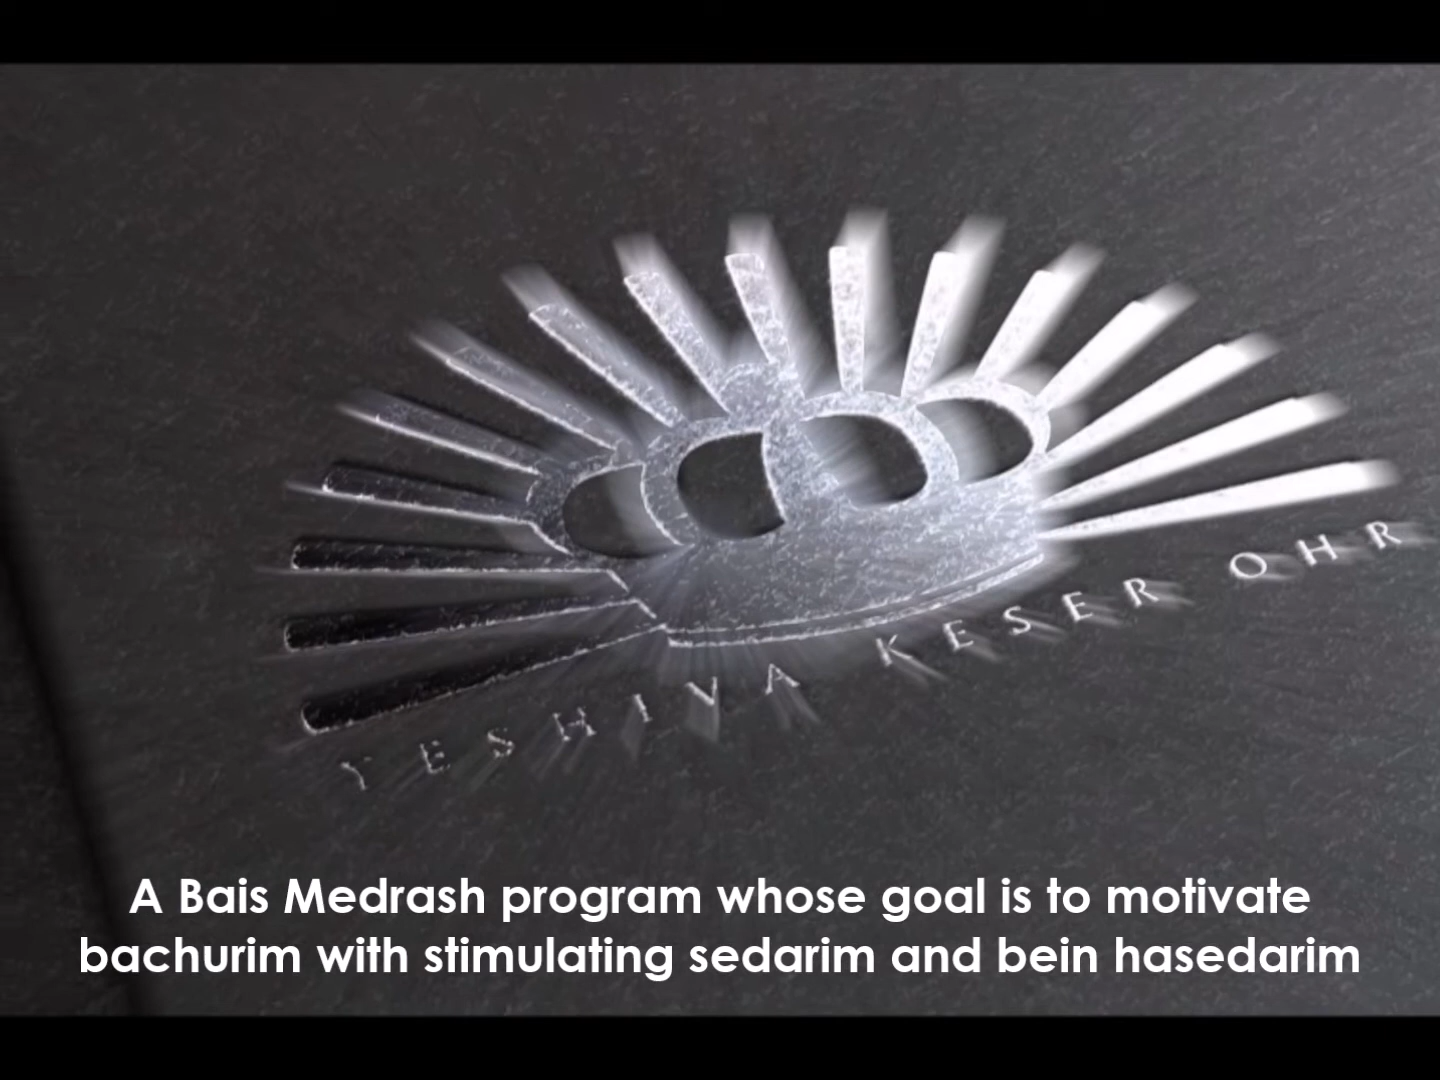 YESHIVA KESER OHR
A Bais Medrash program whose goal is to motivate
bachurim with stimulating sedarim and bein hasedarim